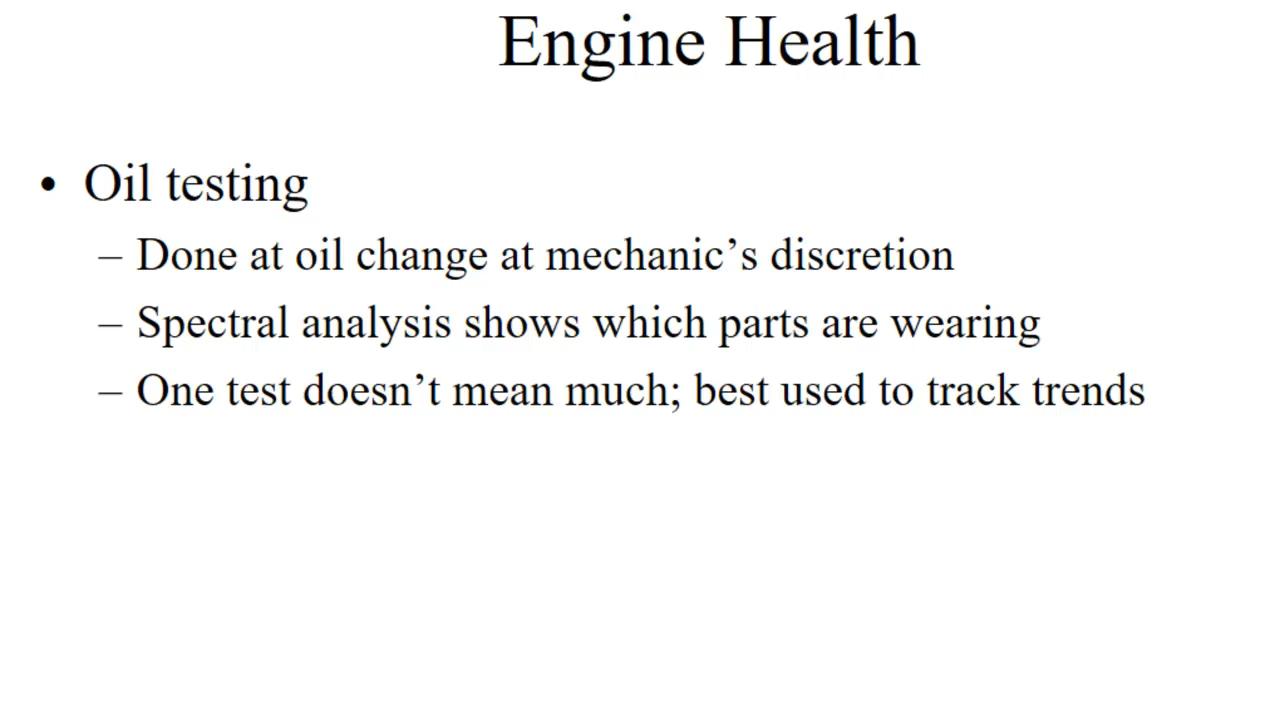 Engine Health
• Oil testing
– Done at oil change at mechanic’s discretion
– Spectral analysis shows which parts are wearing
– One test doesn’t mean much; best used to track trends